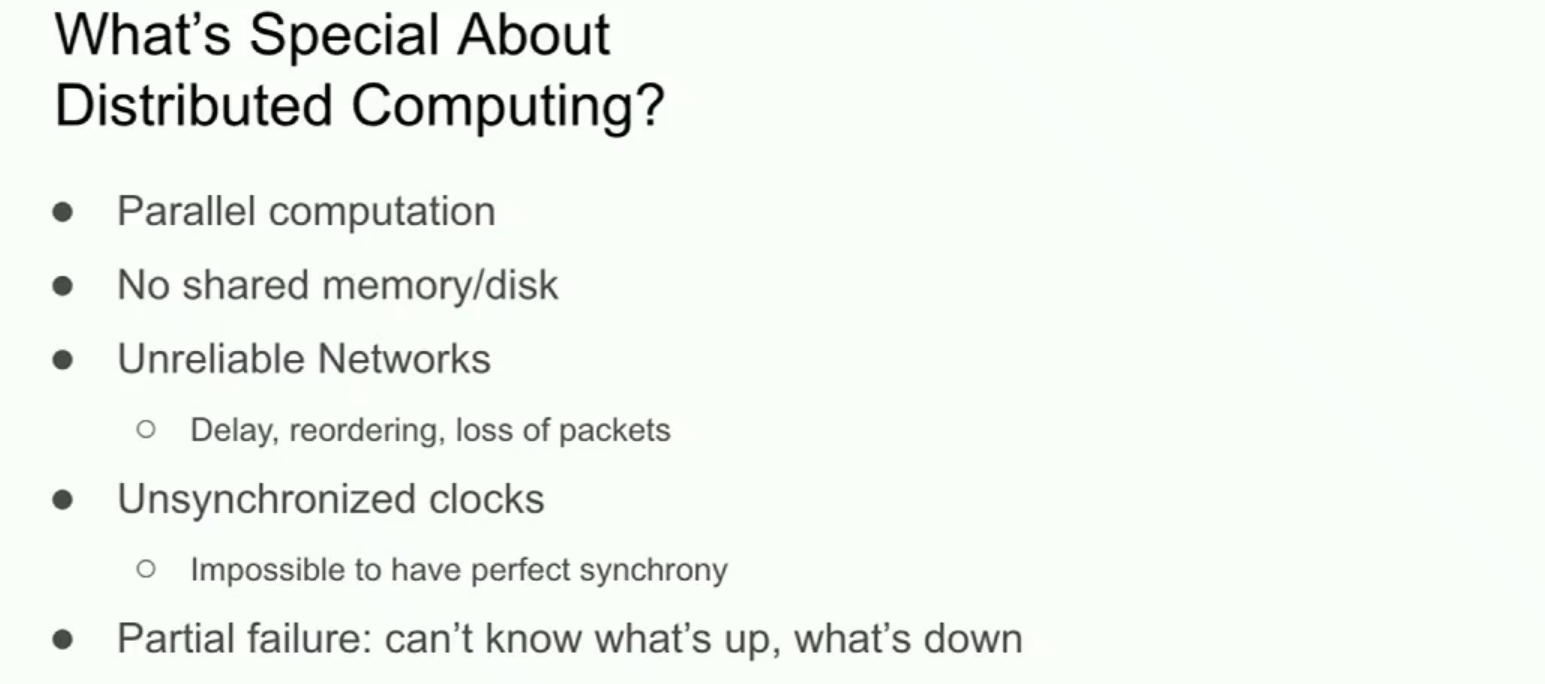 What’s Special About
Distributed Computing?
● Parallel computation
● No shared memory/disk
● Unreliable Networks
○ Delay, reordering, loss of packets
● Unsynchronized clocks
○ Impossible to have perfect synchrony
● Partial failure: can’t know what’s up, what’s down